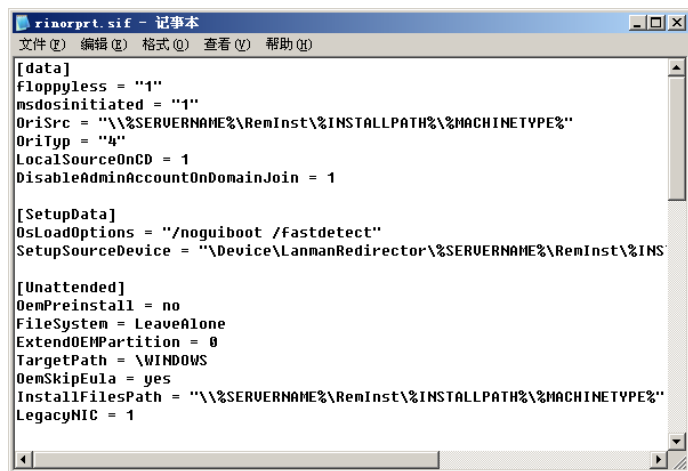 rinorprt.sif - 记事本
文件(F) 编辑(E) 格式(O) 查看(V) 帮助(H)
[data]
floppyless = "1"
msdosinitiated = "1"
OriSrc = "\\%SERVERNAME%\RemInst\%INSTALLPATH%\%MACHINETYPE%"
OriTyp = "4"
LocalSourceOnCD = 1
DisableAdminAccountOnDomainJoin = 1
[SetupData]
OsLoadOptions = "/noguiboot /fastdetect"
SetupSourceDevice = "\Device\LanmanRedirector\%SERVERNAME%\RemInst\%INS
[Unattended]
OemPreinstall = no
FileSystem = LeaveAlone
ExtendOEMPartition = 0
TargetPath = \WINDOWS
OemSkipEula = yes
InstallFilesPath = "\\%SERVERNAME%\RemInst\%INSTALLPATH%\%MACHINETYPE%"
LegacyNIC = 1